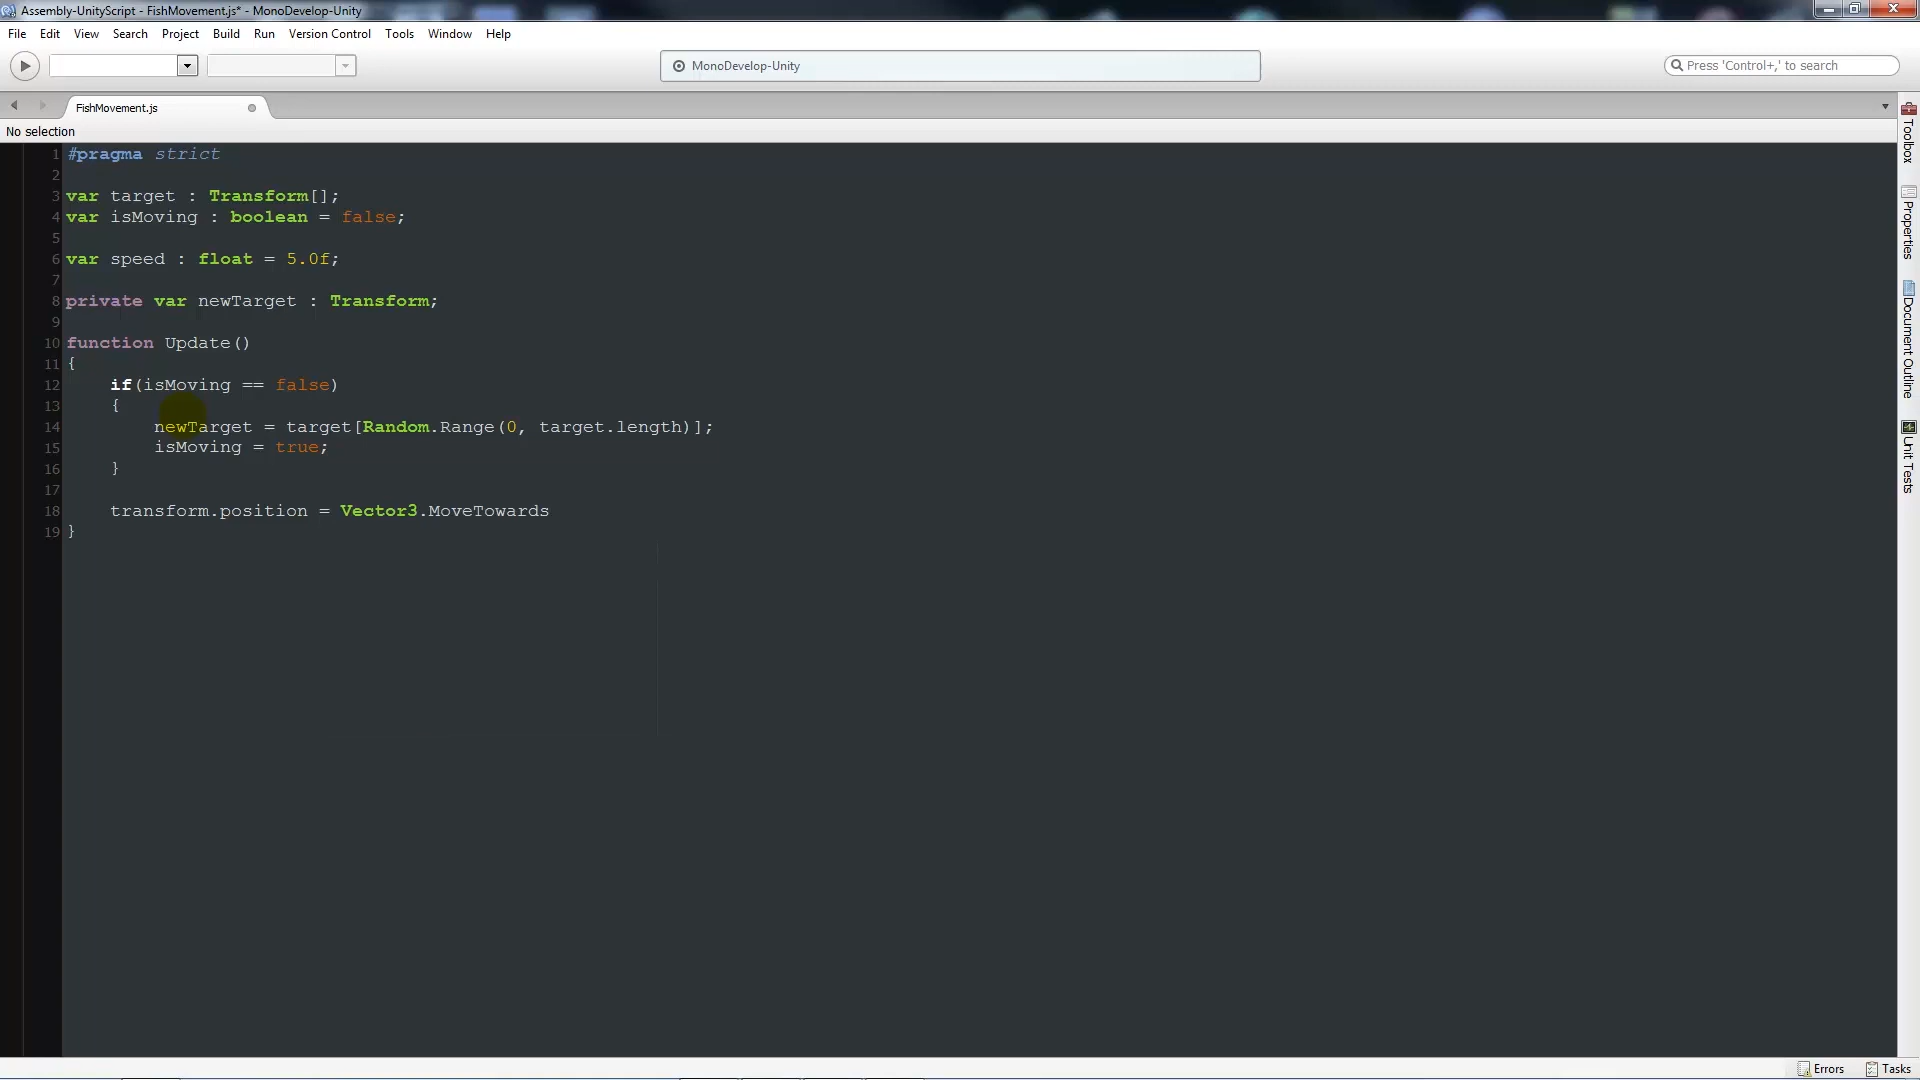 Assembly-UnityScript - FishMovement.js* - MonoDevelop-Unity
File Edit View Search Project Build Run Version Control Tools Window Help
MonoDevelop-Unity
Press 'Control+,' to search
FishMovement.js
No selection
1 #pragma strict
2
3 var target : Transform[];
4 var isMoving : boolean = false;
5
6 var speed : float = 5.0f;
7
8 private var newTarget : Transform;
9
10 function Update()
11 {
12 if(isMoving == false)
13 {
14 newTarget = target[Random.Range(0, target.length)];
15 isMoving = true;
16 }
17
18 transform.position = Vector3.MoveTowards
19 }
Toolbox
Properties
Document Outline
Unit Tests
Errors Tasks